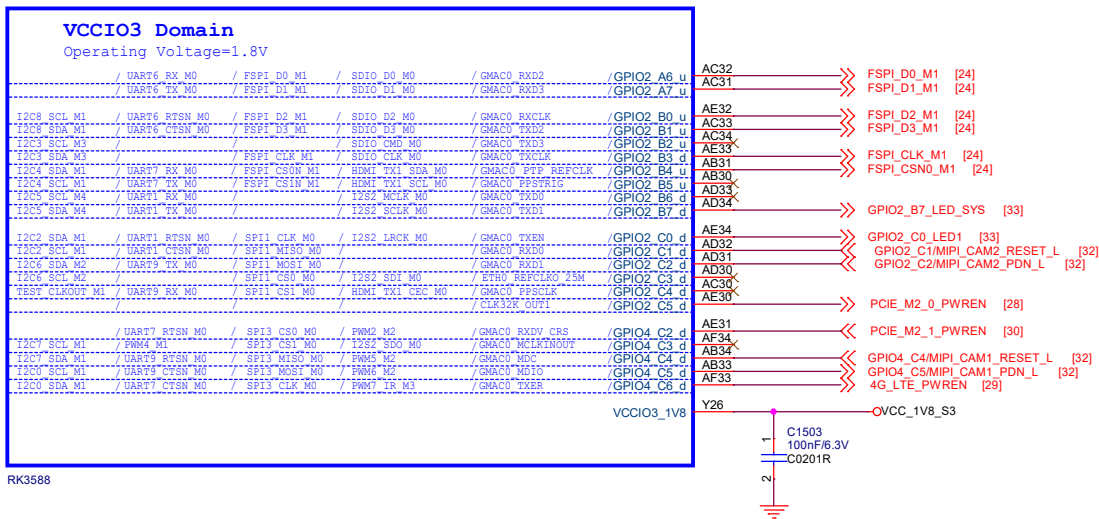 VCCIO3 Domain
Operating Voltage=1.8V
/ UART6_RX_M0 / FSPI_D0_M1 / SDIO_D0_M0 / GMAC0_RXD2 /GPIO2_A6_u AC32 FSPI_D0_M1 [24]
/ UART6_TX_M0 / FSPI_D1_M1 / SDIO_D1_M0 / GMAC0_RXD3 /GPIO2_A7_u AC31 FSPI_D1_M1 [24]
I2C8_SCL_M1 / UART6_RTSN_M0 / FSPI_D2_M1 / SDIO_D2_M0 / GMAC0_RXCLK /GPIO2_B0_u AE32 FSPI_D2_M1 [24]
I2C8_SDA_M1 / UART6_CTSN_M0 / FSPI_D3_M1 / SDIO_D3_M0 / GMAC0_TXD2 /GPIO2_B1_u AC33 FSPI_D3_M1 [24]
I2C3_SCL_M3 / / SDIO_CMD_M0 / GMAC0_TXD3 /GPIO2_B2_u AC34
I2C3_SDA_M3 / / FSPI_CLK_M1 / SDIO_CLK_M0 / GMAC0_TXCLK /GPIO2_B3_d AE33 FSPI_CLK_M1 [24]
I2C4_SDA_M1 / UART7_RX_M0 / FSPI_CS0N_M1 / HDMI_TX1_SDA_M0 / GMAC0_PTP_REFCLK /GPIO2_B4_u AB31 FSPI_CSN0_M1 [24]
I2C4_SCL_M1 / UART7_TX_M0 / FSPI_CS1N_M1 / HDMI_TX1_SCL_M0 / GMAC0_PPSTRIG /GPIO2_B5_u AB30
I2C5_SCL_M4 / UART1_RX_M0 / / I2S2_MCLK_M0 / GMAC0_TXD0 /GPIO2_B6_d AD33
I2C5_SDA_M4 / UART1_TX_M0 / / I2S2_SCLK_M0 / GMAC0_TXD1 /GPIO2_B7_d AD34 GPIO2_B7_LED_SYS [33]
I2C2_SDA_M1 / UART1_RTSN_M0 / SPI1_CLK_M0 / I2S2_LRCK_M0 / GMAC0_TXEN /GPIO2_C0_d AE34 GPIO2_C0_LED1 [33]
I2C2_SCL_M1 / UART1_CTSN_M0 / SPI1_MISO_M0 / / GMAC0_RXD0 /GPIO2_C1_d AD32 GPIO2_C1/MIPI_CAM2_RESET_L [32]
I2C6_SDA_M2 / UART9_TX_M0 / SPI1_MOSI_M0 / / GMAC0_RXD1 /GPIO2_C2_d AD31 GPIO2_C2/MIPI_CAM2_PDN_L [32]
I2C6_SCL_M2 / / SPI1_CS0_M0 / I2S2_SDI_M0 / ETH0_REFCLKO_25M /GPIO2_C3_d AD30
TEST_CLKOUT_M1 / UART9_RX_M0 / SPI1_CS1_M0 / HDMI_TX1_CEC_M0 / GMAC0_PPSCLK /GPIO2_C4_d AC30
/ / / / CLK32K_OUT1 /GPIO2_C5_d AE30 PCIE_M2_0_PWREN [28]
/ UART7_RTSN_M0 / SPI3_CS0_M0 / PWM2_M2 /GMAC0_RXDV_CRS /GPIO4_C2_d AE31 PCIE_M2_1_PWREN [30]
I2C7_SCL_M1 / PWM4_M1 / SPI3_CS1_M0 / I2S2_SDO_M0 / GMAC0_MCLKINOUT /GPIO4_C3_d AF34
I2C7_SDA_M1 / UART9_RTSN_M0 / SPI3_MISO_M0 / PWM5_M2 / GMAC0_MDC /GPIO4_C4_d AB34 GPIO4_C4/MIPI_CAM1_RESET_L [32]
I2C0_SCL_M1 / UART9_CTSN_M0 / SPI3_MOSI_M0 / PWM6_M2 / GMAC0_MDIO /GPIO4_C5_d AB33 GPIO4_C5/MIPI_CAM1_PDN_L [32]
I2C0_SDA_M1 / UART7_CTSN_M0 / SPI3_CLK_M0 / PWM7_IR_M3 / GMAC0_TXER /GPIO4_C6_d AF33 4G_LTE_PWREN [29]
VCCIO3_1V8 Y26 VCC_1V8_S3
1 C1503
100nF/6.3V
C0201R
2
RK3588